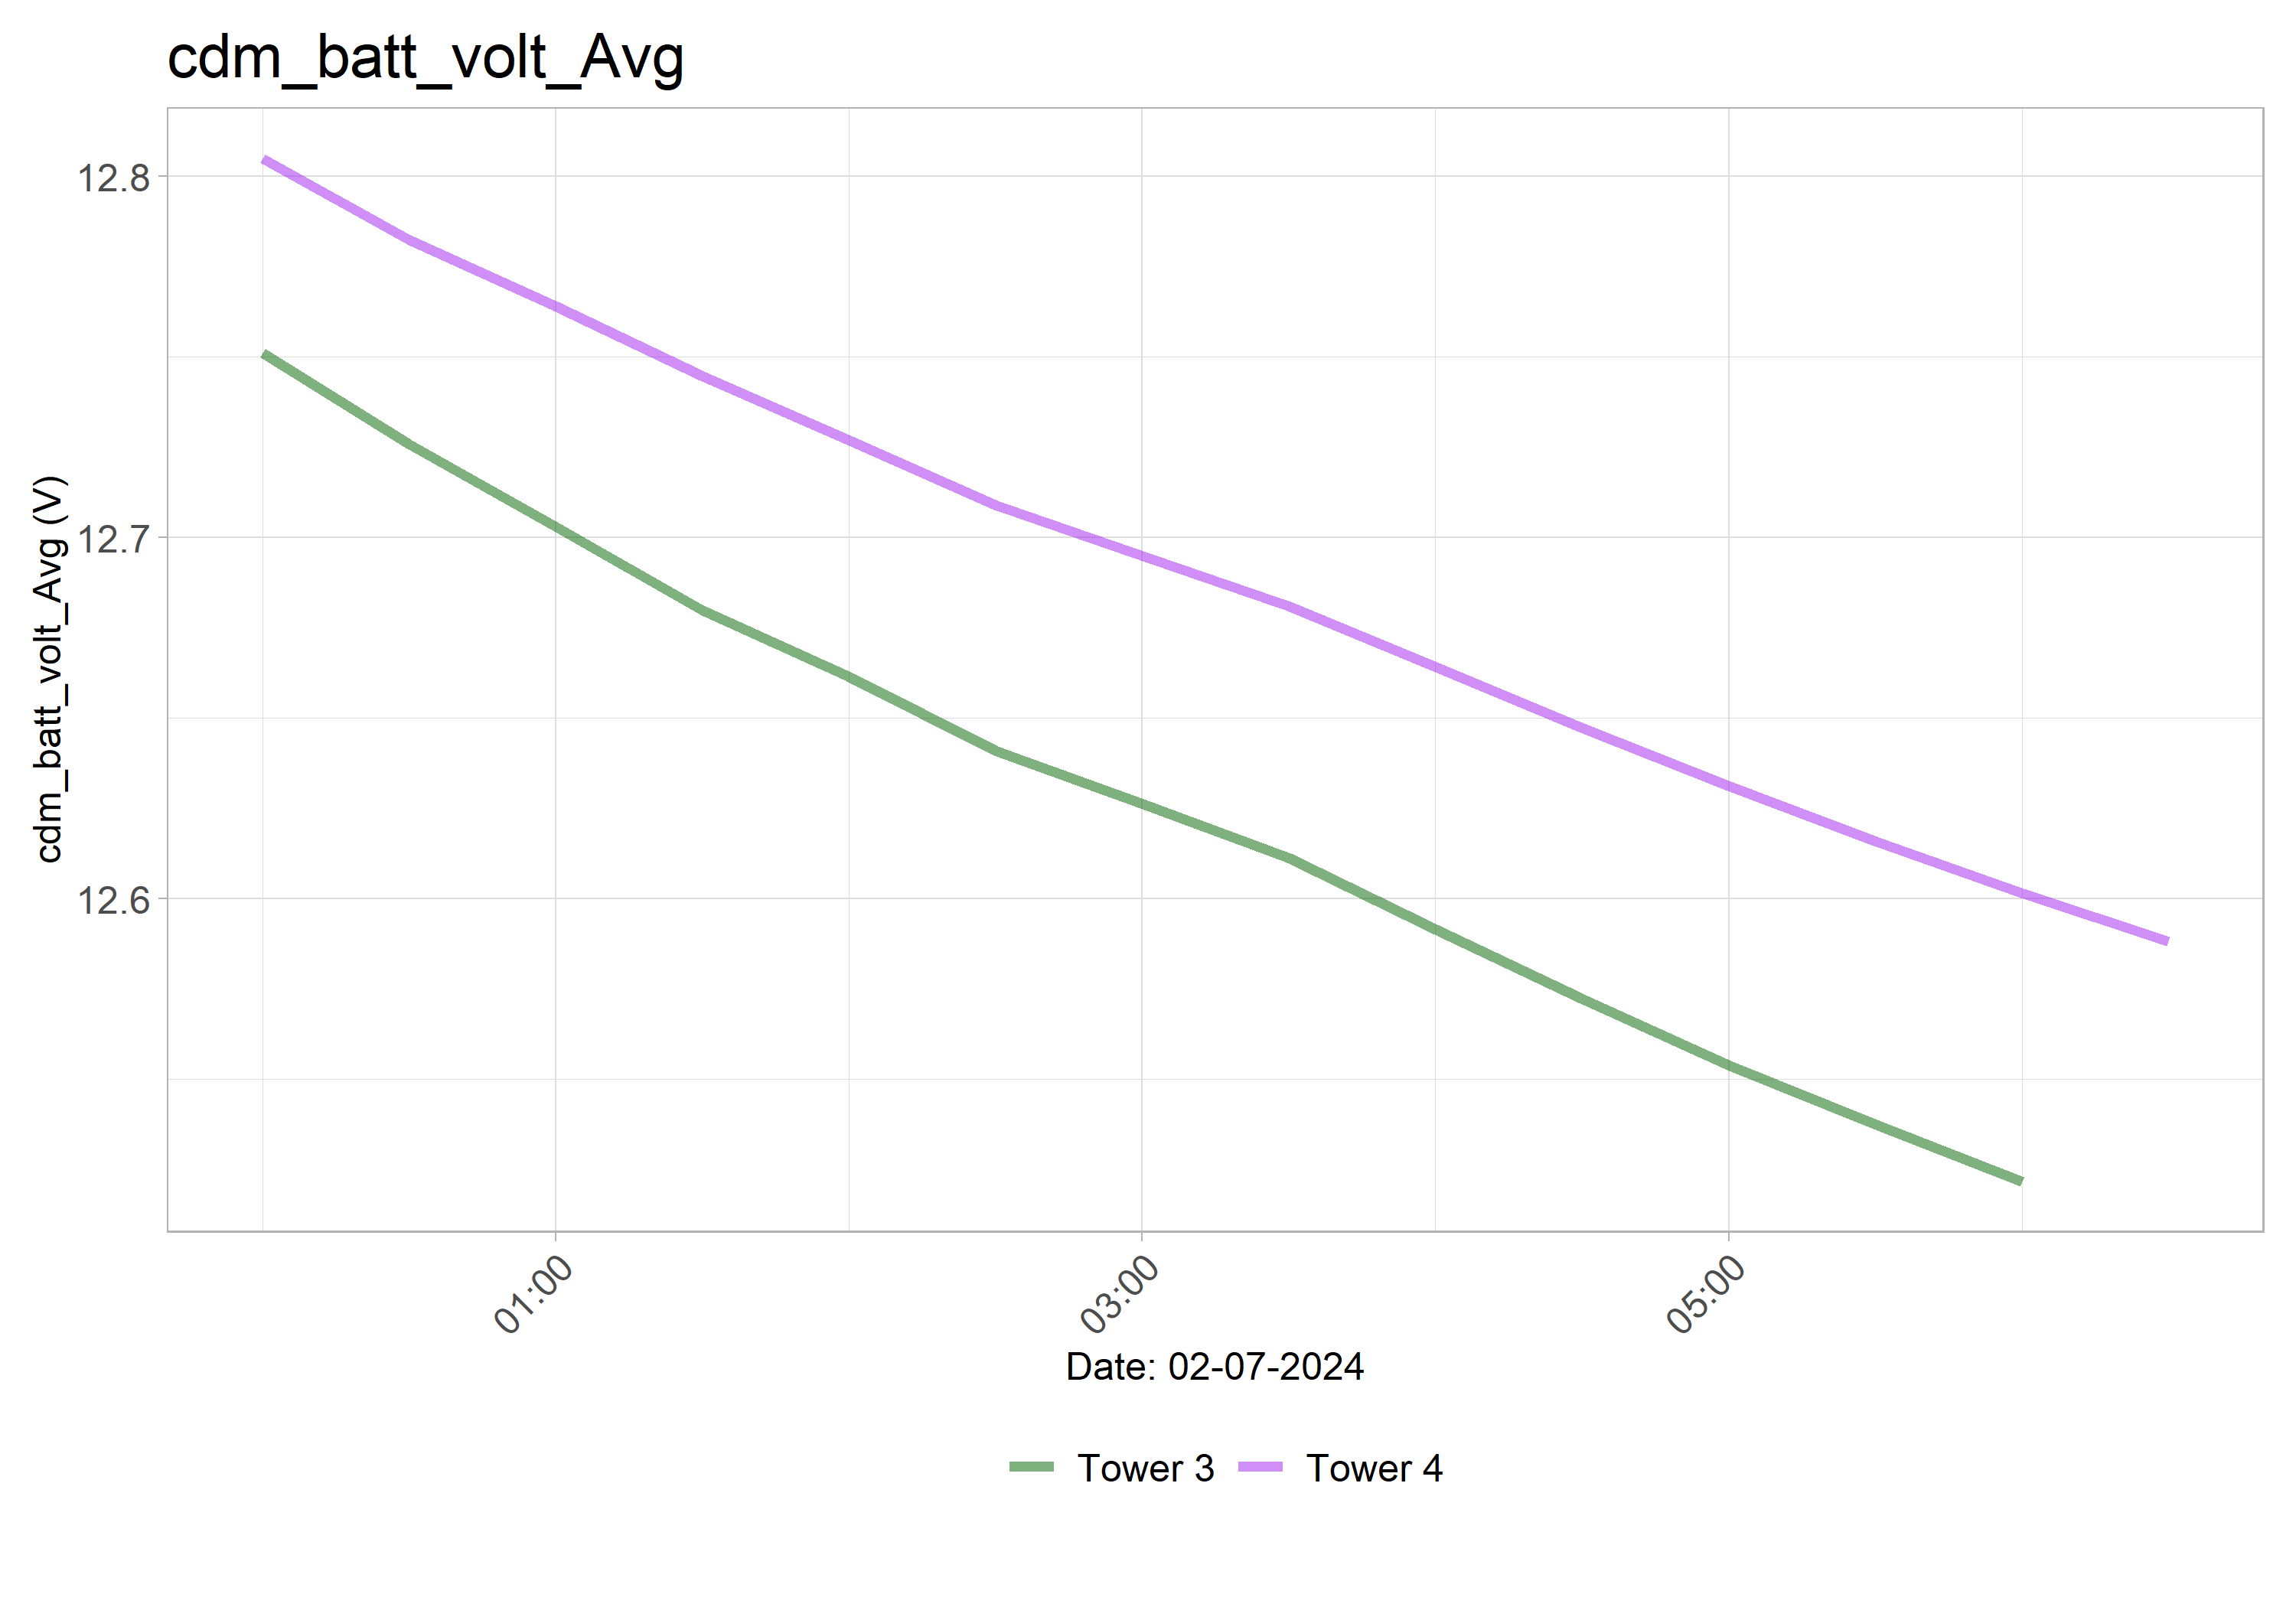 cdm_batt_volt_Avg
cdm_batt_volt_Avg (V)
12.8
12.7
12.6
01:00
03:00
05:00
Date: 02-07-2024
Tower 3
Tower 4